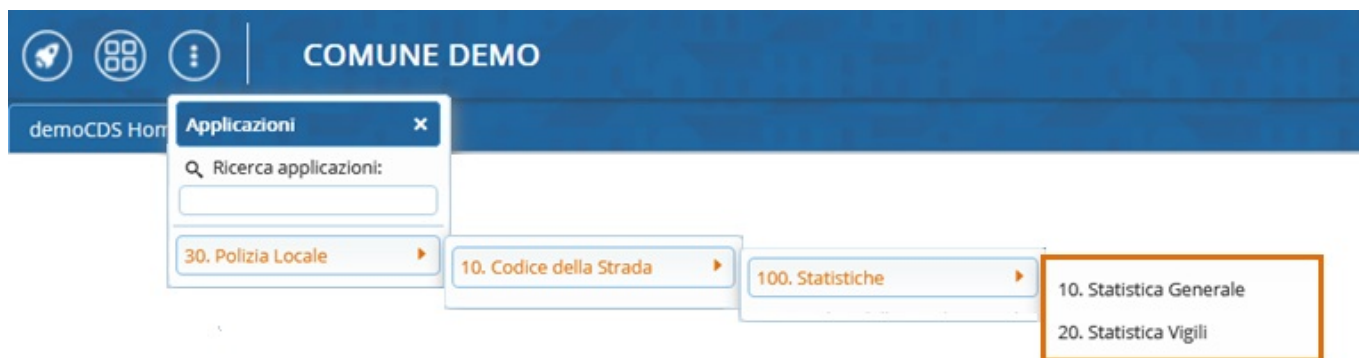 COMUNE DEMO
demoCDS Hom
Applicazioni
Ricerca applicazioni:
30. Polizia Locale
10. Codice della Strada
100. Statistiche
10. Statistica Generale
20. Statistica Vigili